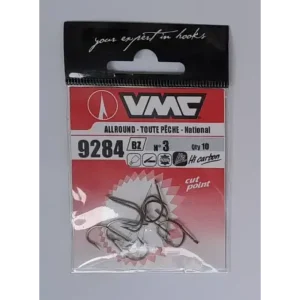 your expert in hooks
VMC
ALLROUND - TOUTE PÊCHE - National
9284 BZ N° 3 Qty 10
Hi carbon
cut
point